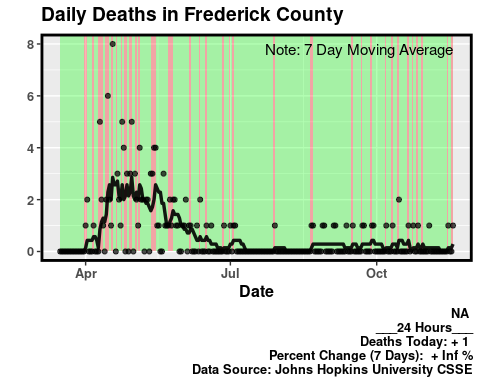 Daily Deaths in Frederick County
Note: 7 Day Moving Average
8
6
4
2
0
Apr Jul Oct
Date
NA
___24 Hours___
Deaths Today: + 1
Percent Change (7 Days):  + Inf %
Data Source: Johns Hopkins University CSSE